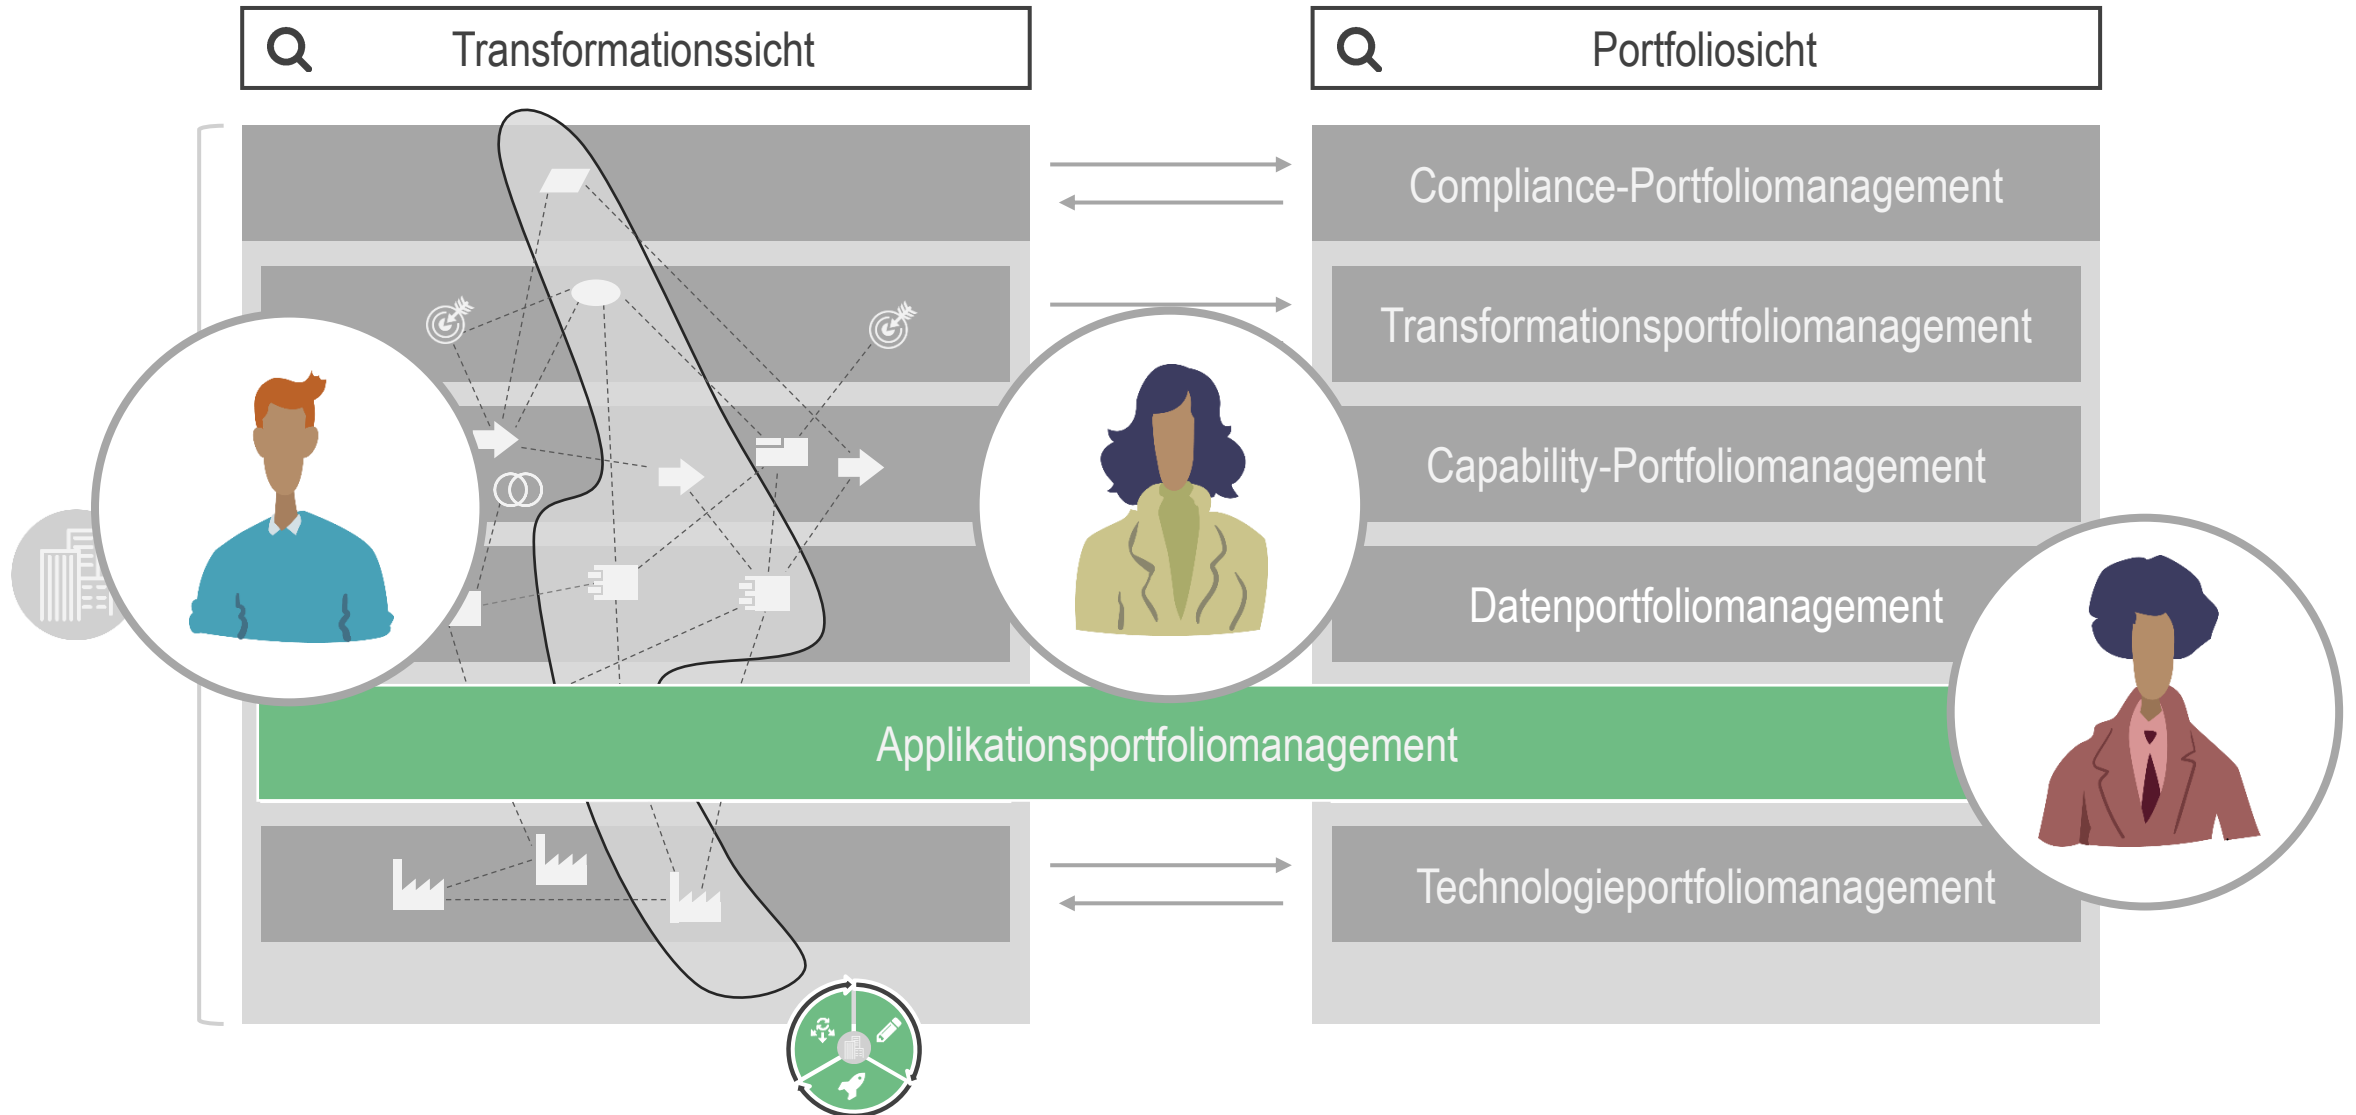 Transformationssicht
Portfoliosicht
Compliance-Portfoliomanagement
Transformationsportfoliomanagement
Capability-Portfoliomanagement
Datenportfoliomanagement
Applikationsportfoliomanagement
Technologieportfoliomanagement